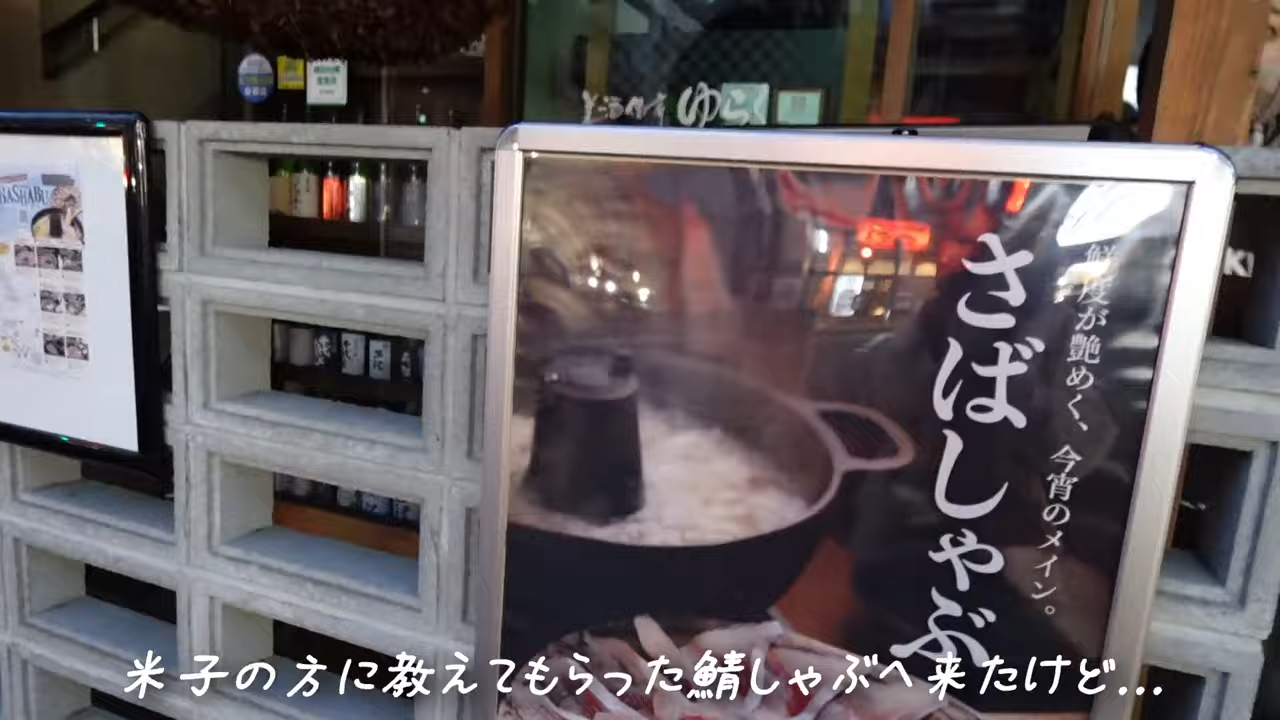 ゆらく
鮮度が艶めく、今宵のメイン。
さばしゃぶ
米子の方に教えてもらった鯖しゃぶへ来たけど...